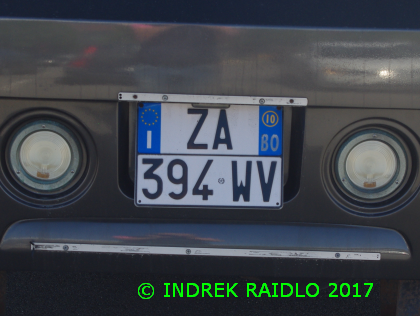 ZA 10
I BO
394 WV
© INDREK RAIDLO 2017